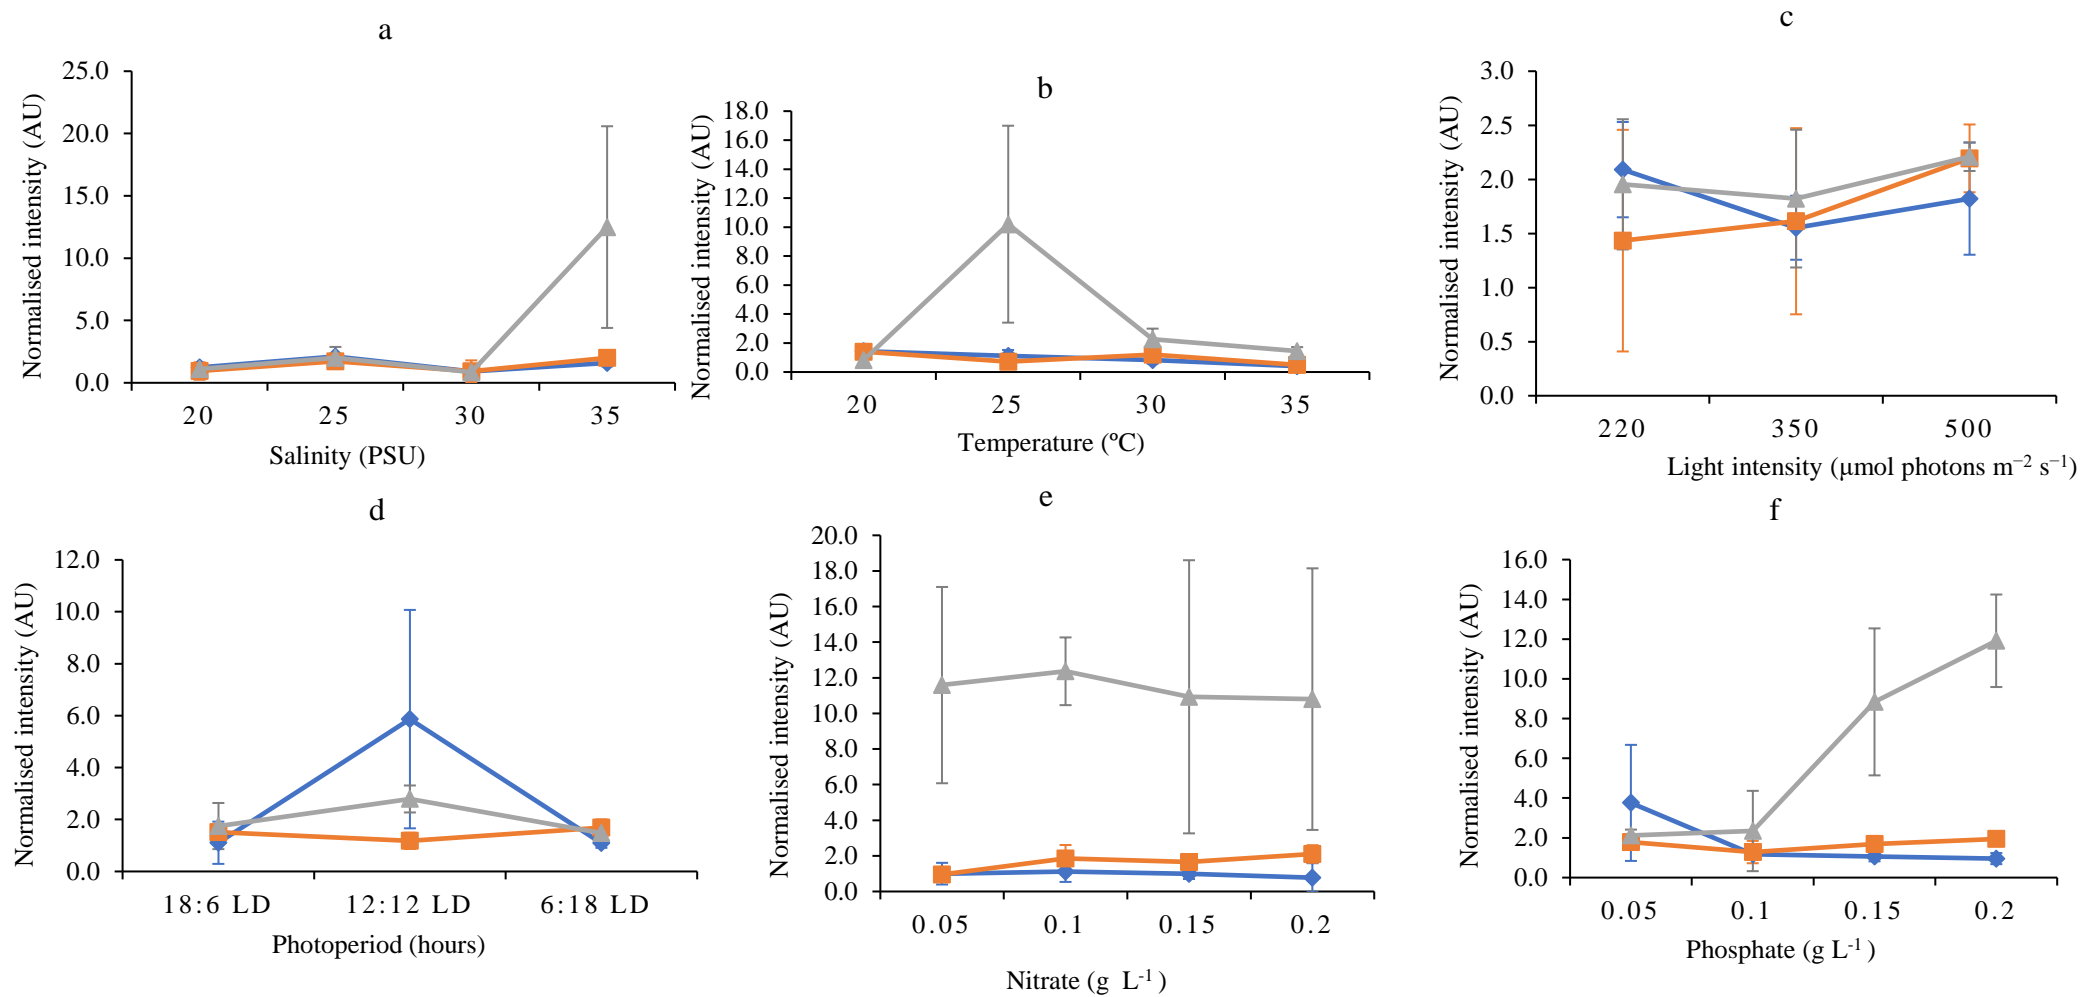 a
Normalised intensity (AU)
25.0
20.0
15.0
10.0
5.0
0.0
20 25 30 35
Salinity (PSU)
b
Normalised intensity (AU)
18.0
16.0
14.0
12.0
10.0
8.0
6.0
4.0
2.0
0.0
20 25 30 35
Temperature (ºC)
c
Normalised intensity (AU)
3.0
2.5
2.0
1.5
1.0
0.5
0.0
220 350 500
Light intensity (µmol photons m⁻² s⁻¹)
d
Normalised intensity (AU)
12.0
10.0
8.0
6.0
4.0
2.0
0.0
18:6 LD 12:12 LD 6:18 LD
Photoperiod (hours)
e
Normalised intensity (AU)
20.0
18.0
16.0
14.0
12.0
10.0
8.0
6.0
4.0
2.0
0.0
0.05 0.1 0.15 0.2
Nitrate (g L⁻¹)
f
Normalised intensity (AU)
16.0
14.0
12.0
10.0
8.0
6.0
4.0
2.0
0.0
0.05 0.1 0.15 0.2
Phosphate (g L⁻¹)